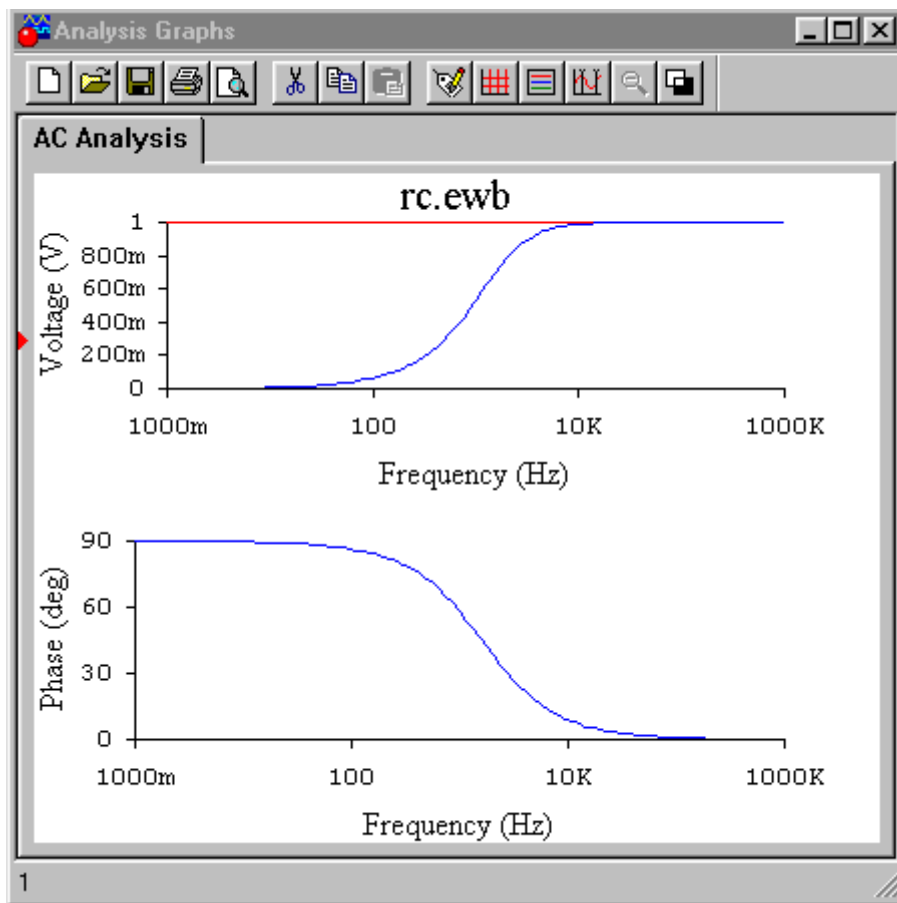 Analysis Graphs
AC Analysis
rc.ewb
Voltage (V)
1
800m
600m
400m
200m
0
1000m 100 10K 1000K
Frequency (Hz)
Phase (deg)
90
60
30
0
1000m 100 10K 1000K
Frequency (Hz)
1